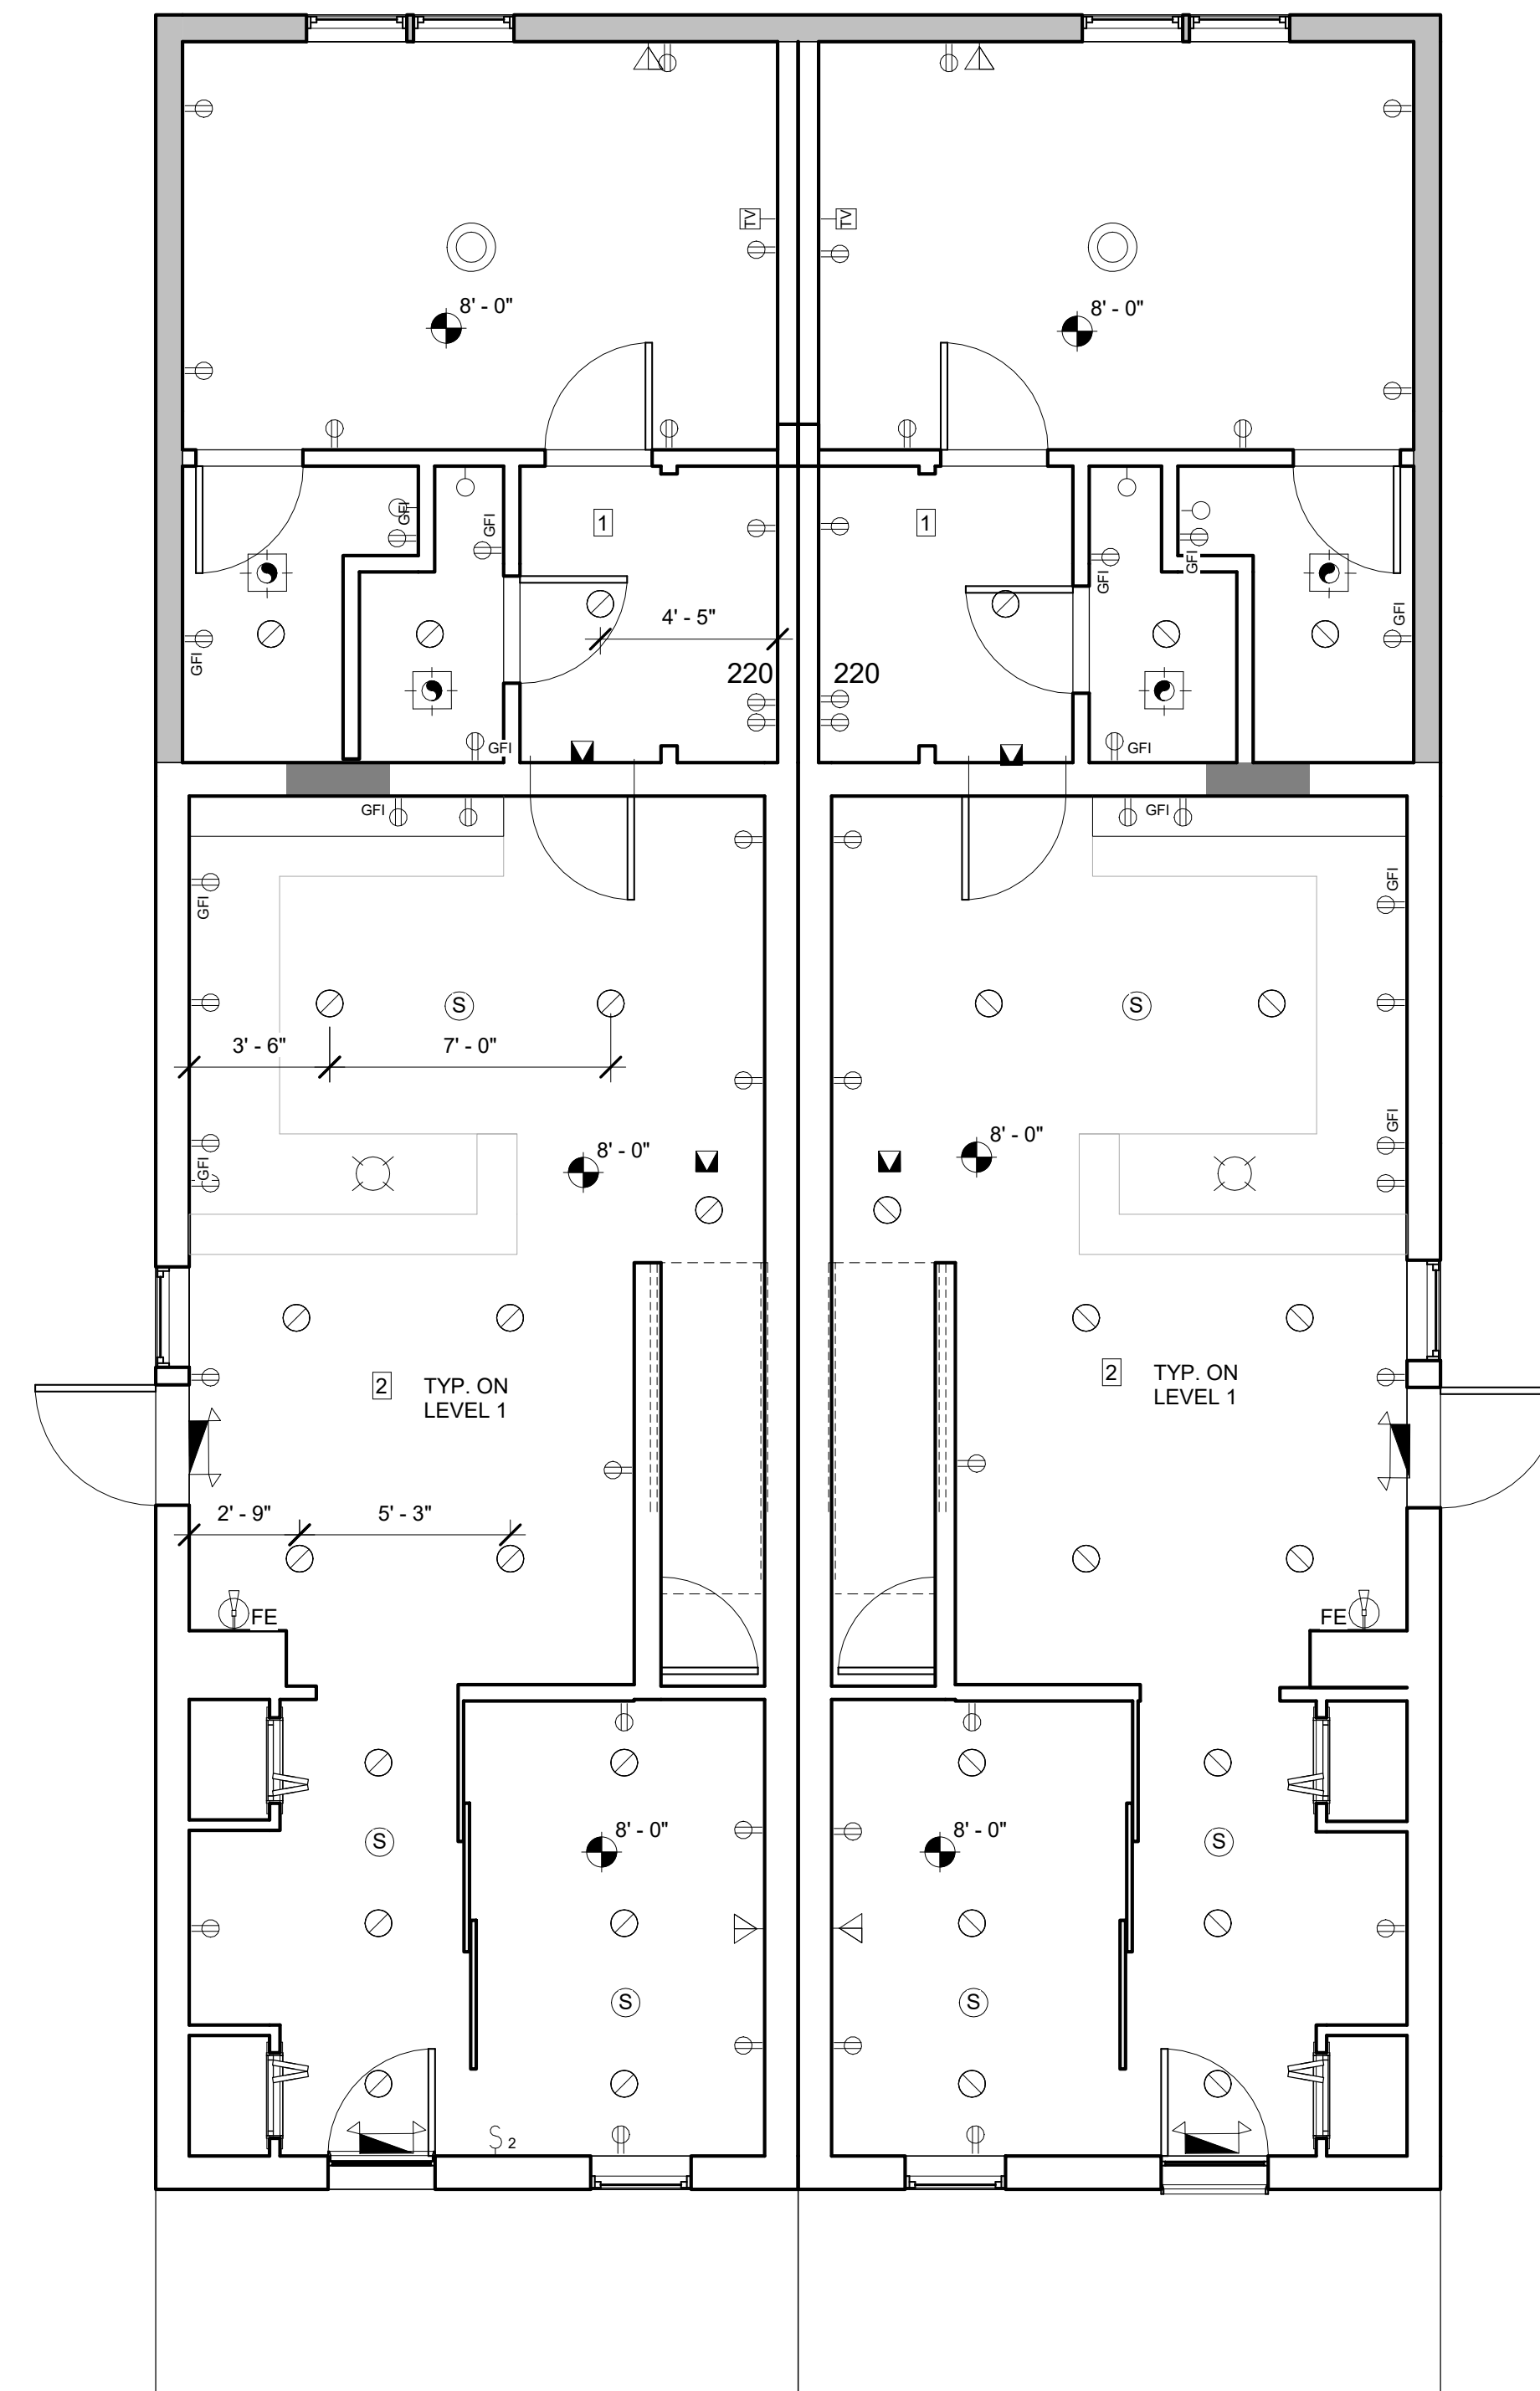 TV
TV
8' - 0"
8' - 0"
GFI
GFI
1
1
GFI
GFI
4' - 5"
GFI
GFI
220
220
GFI
GFI
GFI
GFI
GFI
GFI
S
S
3' - 6"
7' - 0"
GFI
8' - 0"
8' - 0"
GFI
2
TYP. ON
LEVEL 1
2
TYP. ON
LEVEL 1
2' - 9"
5' - 3"
FE
FE
S
8' - 0"
8' - 0"
S
S
S
2